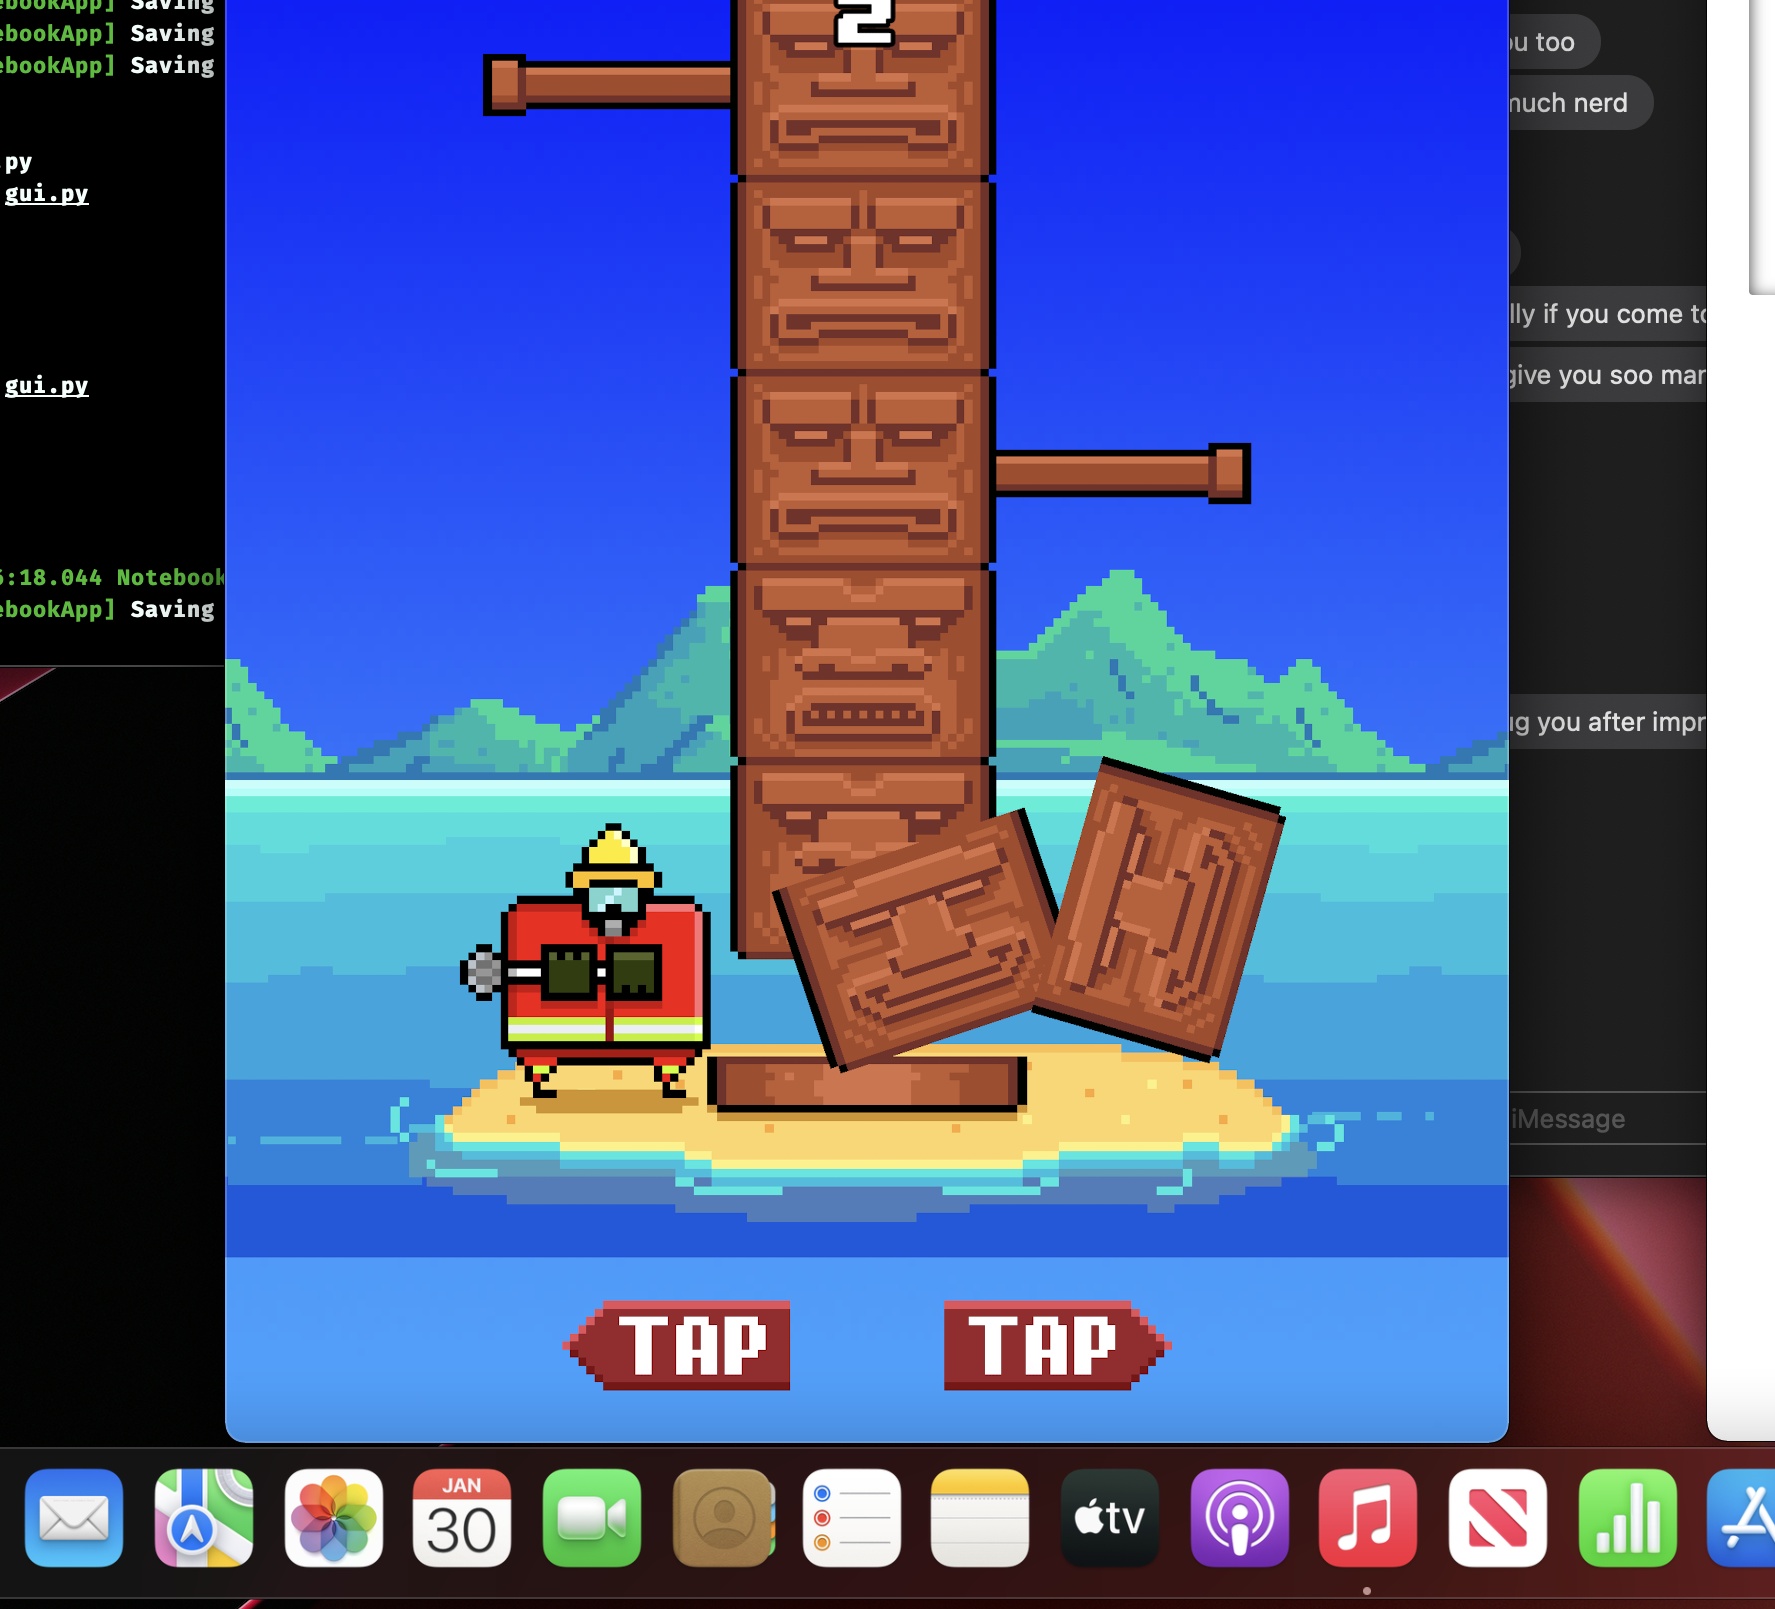 ebookApp] Saving
ebookApp] Saving
ebookApp] Saving
.py
gui.py
gui.py
:18.044 Notebook
ebookApp] Saving
2
TAP
TAP
u too
much nerd
lly if you come to
give you soo mar
ug you after impr
iMessage
JAN
30
tv